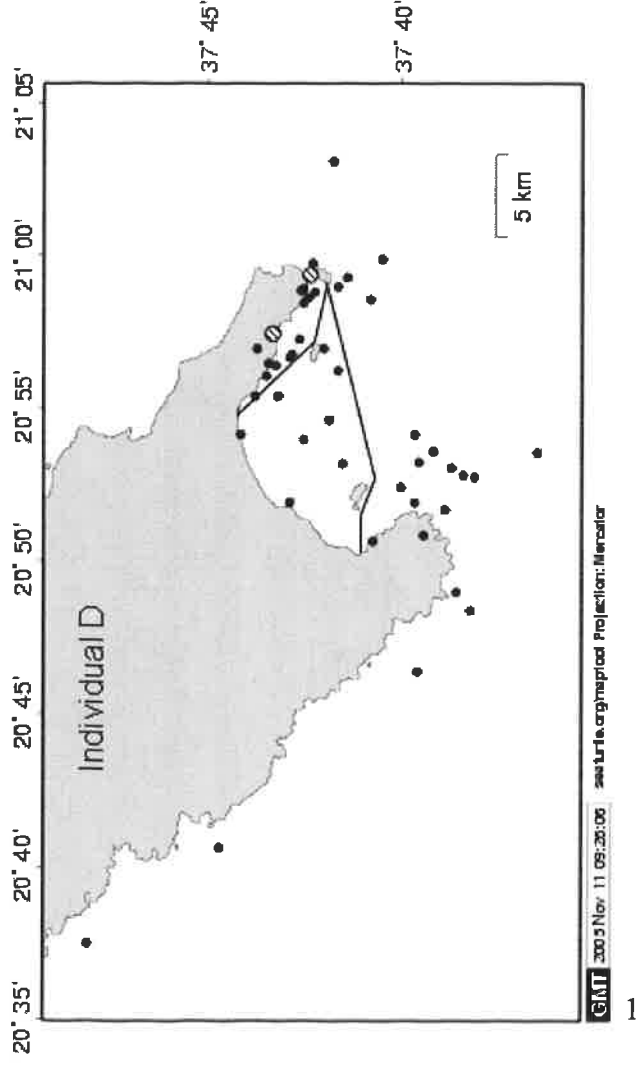 20° 35' 20° 40' 20° 45' 20° 50' 20° 55' 21° 00' 21° 05'
37° 45'
37° 40'
Individual D
5 km
GMT 2005 Nov 11 09:26:06 seaturtle.org/maptool Projection: Mercator
1